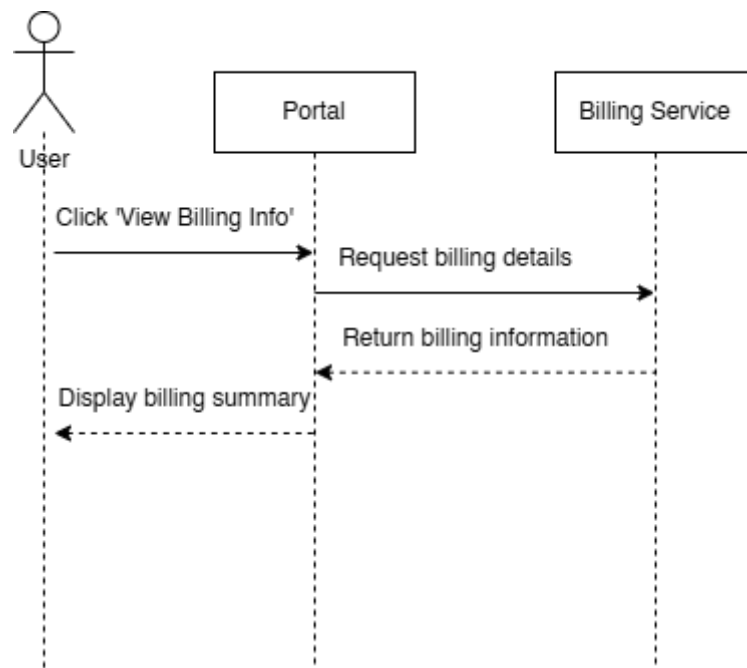 Portal
Billing Service
User
Click 'View Billing Info'
Request billing details
Return billing information
Display billing summary